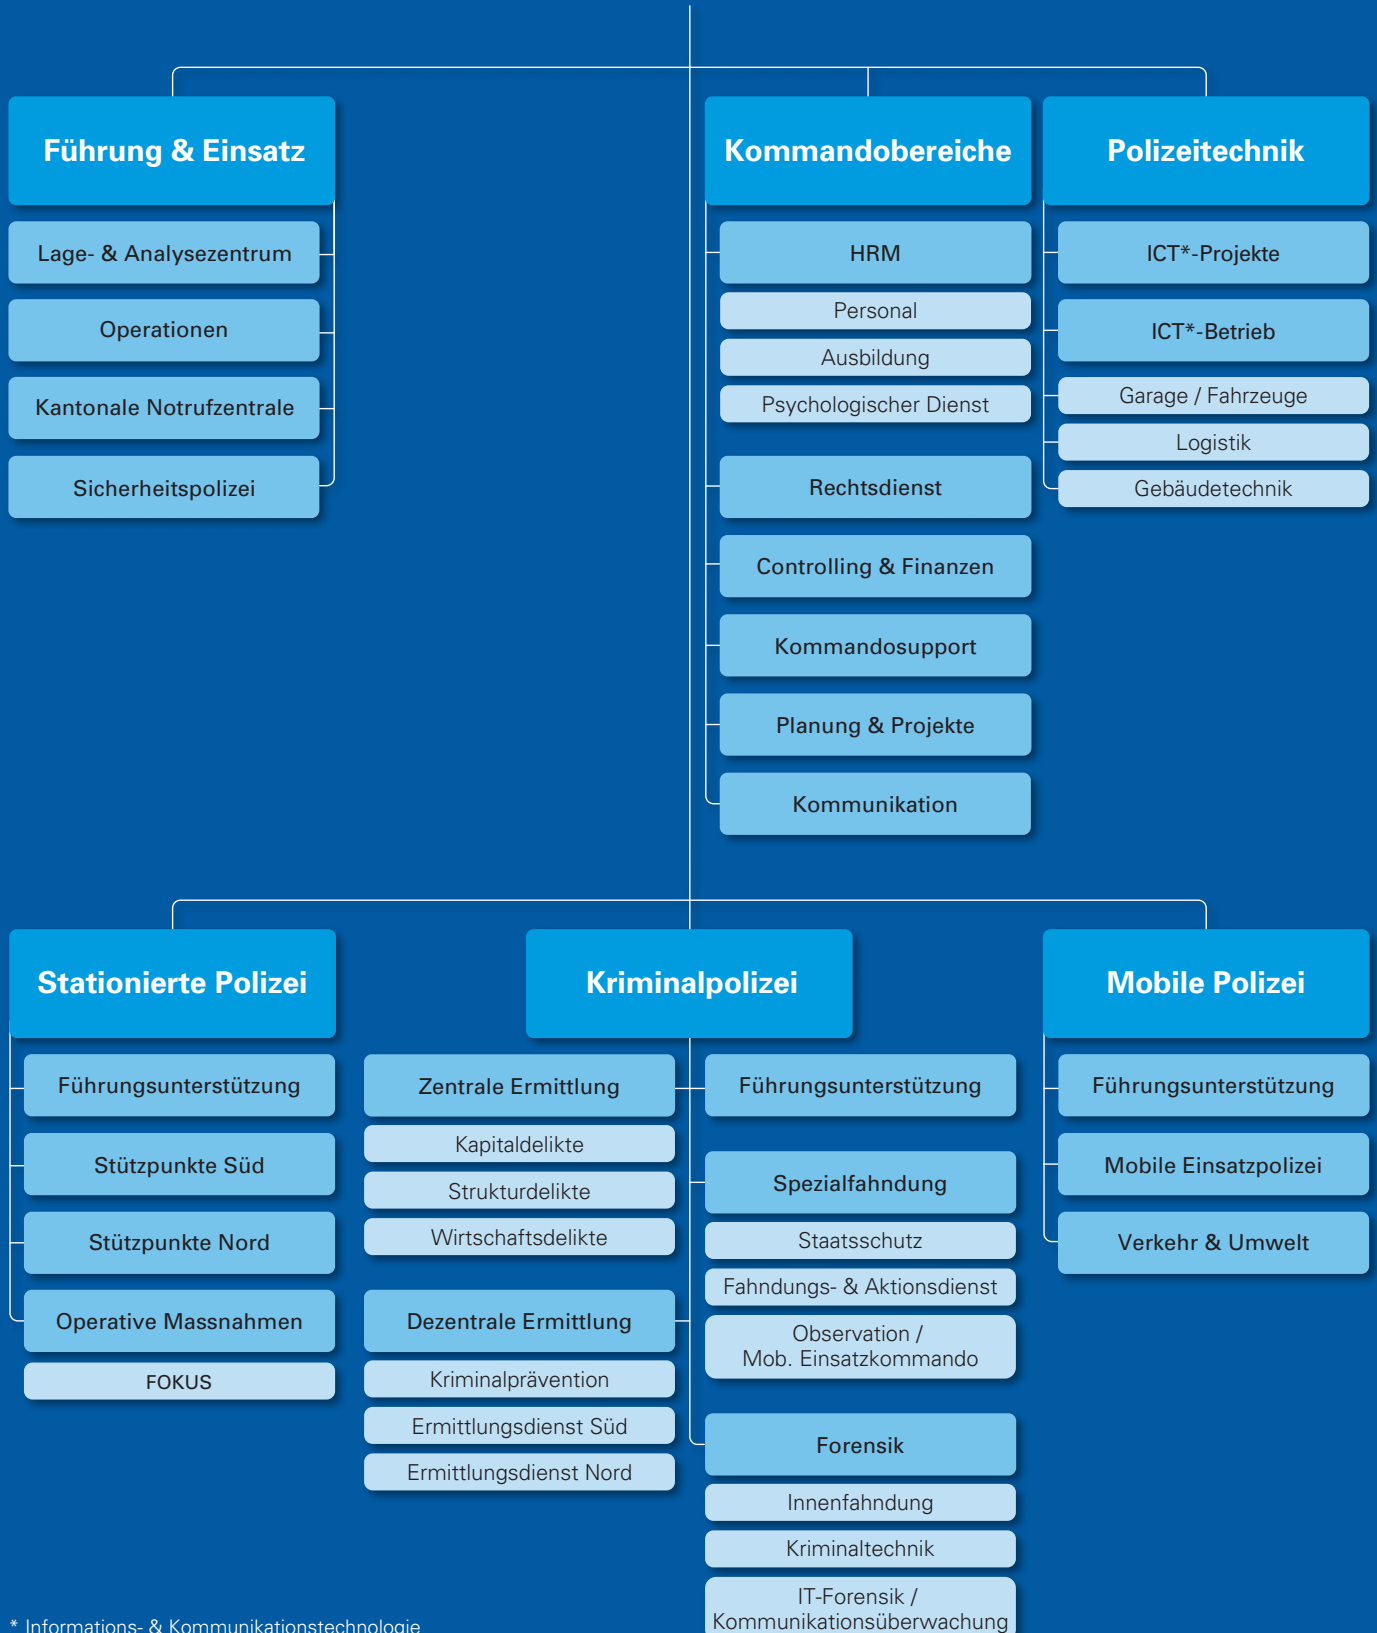 Führung & Einsatz
Lage- & Analysezentrum
Operationen
Kantonale Notrufzentrale
Sicherheitspolizei
Kommandobereiche
HRM
Personal
Ausbildung
Psychologischer Dienst
Rechtsdienst
Controlling & Finanzen
Kommandosupport
Planung & Projekte
Kommunikation
Polizeitechnik
ICT*-Projekte
ICT*-Betrieb
Garage / Fahrzeuge
Logistik
Gebäudetechnik
Stationierte Polizei
Führungsunterstützung
Stützpunkte Süd
Stützpunkte Nord
Operative Massnahmen
FOKUS
Kriminalpolizei
Zentrale Ermittlung
Kapitaldelikte
Strukturdelikte
Wirtschaftsdelikte
Dezentrale Ermittlung
Kriminalprävention
Ermittlungsdienst Süd
Ermittlungsdienst Nord
Führungsunterstützung
Spezialfahndung
Staatsschutz
Fahndungs- & Aktionsdienst
Observation /
Mob. Einsatzkommando
Forensik
Innenfahndung
Kriminaltechnik
IT-Forensik /
Kommunikationsüberwachung
Mobile Polizei
Führungsunterstützung
Mobile Einsatzpolizei
Verkehr & Umwelt
* Informations- & Kommunikationstechnologie